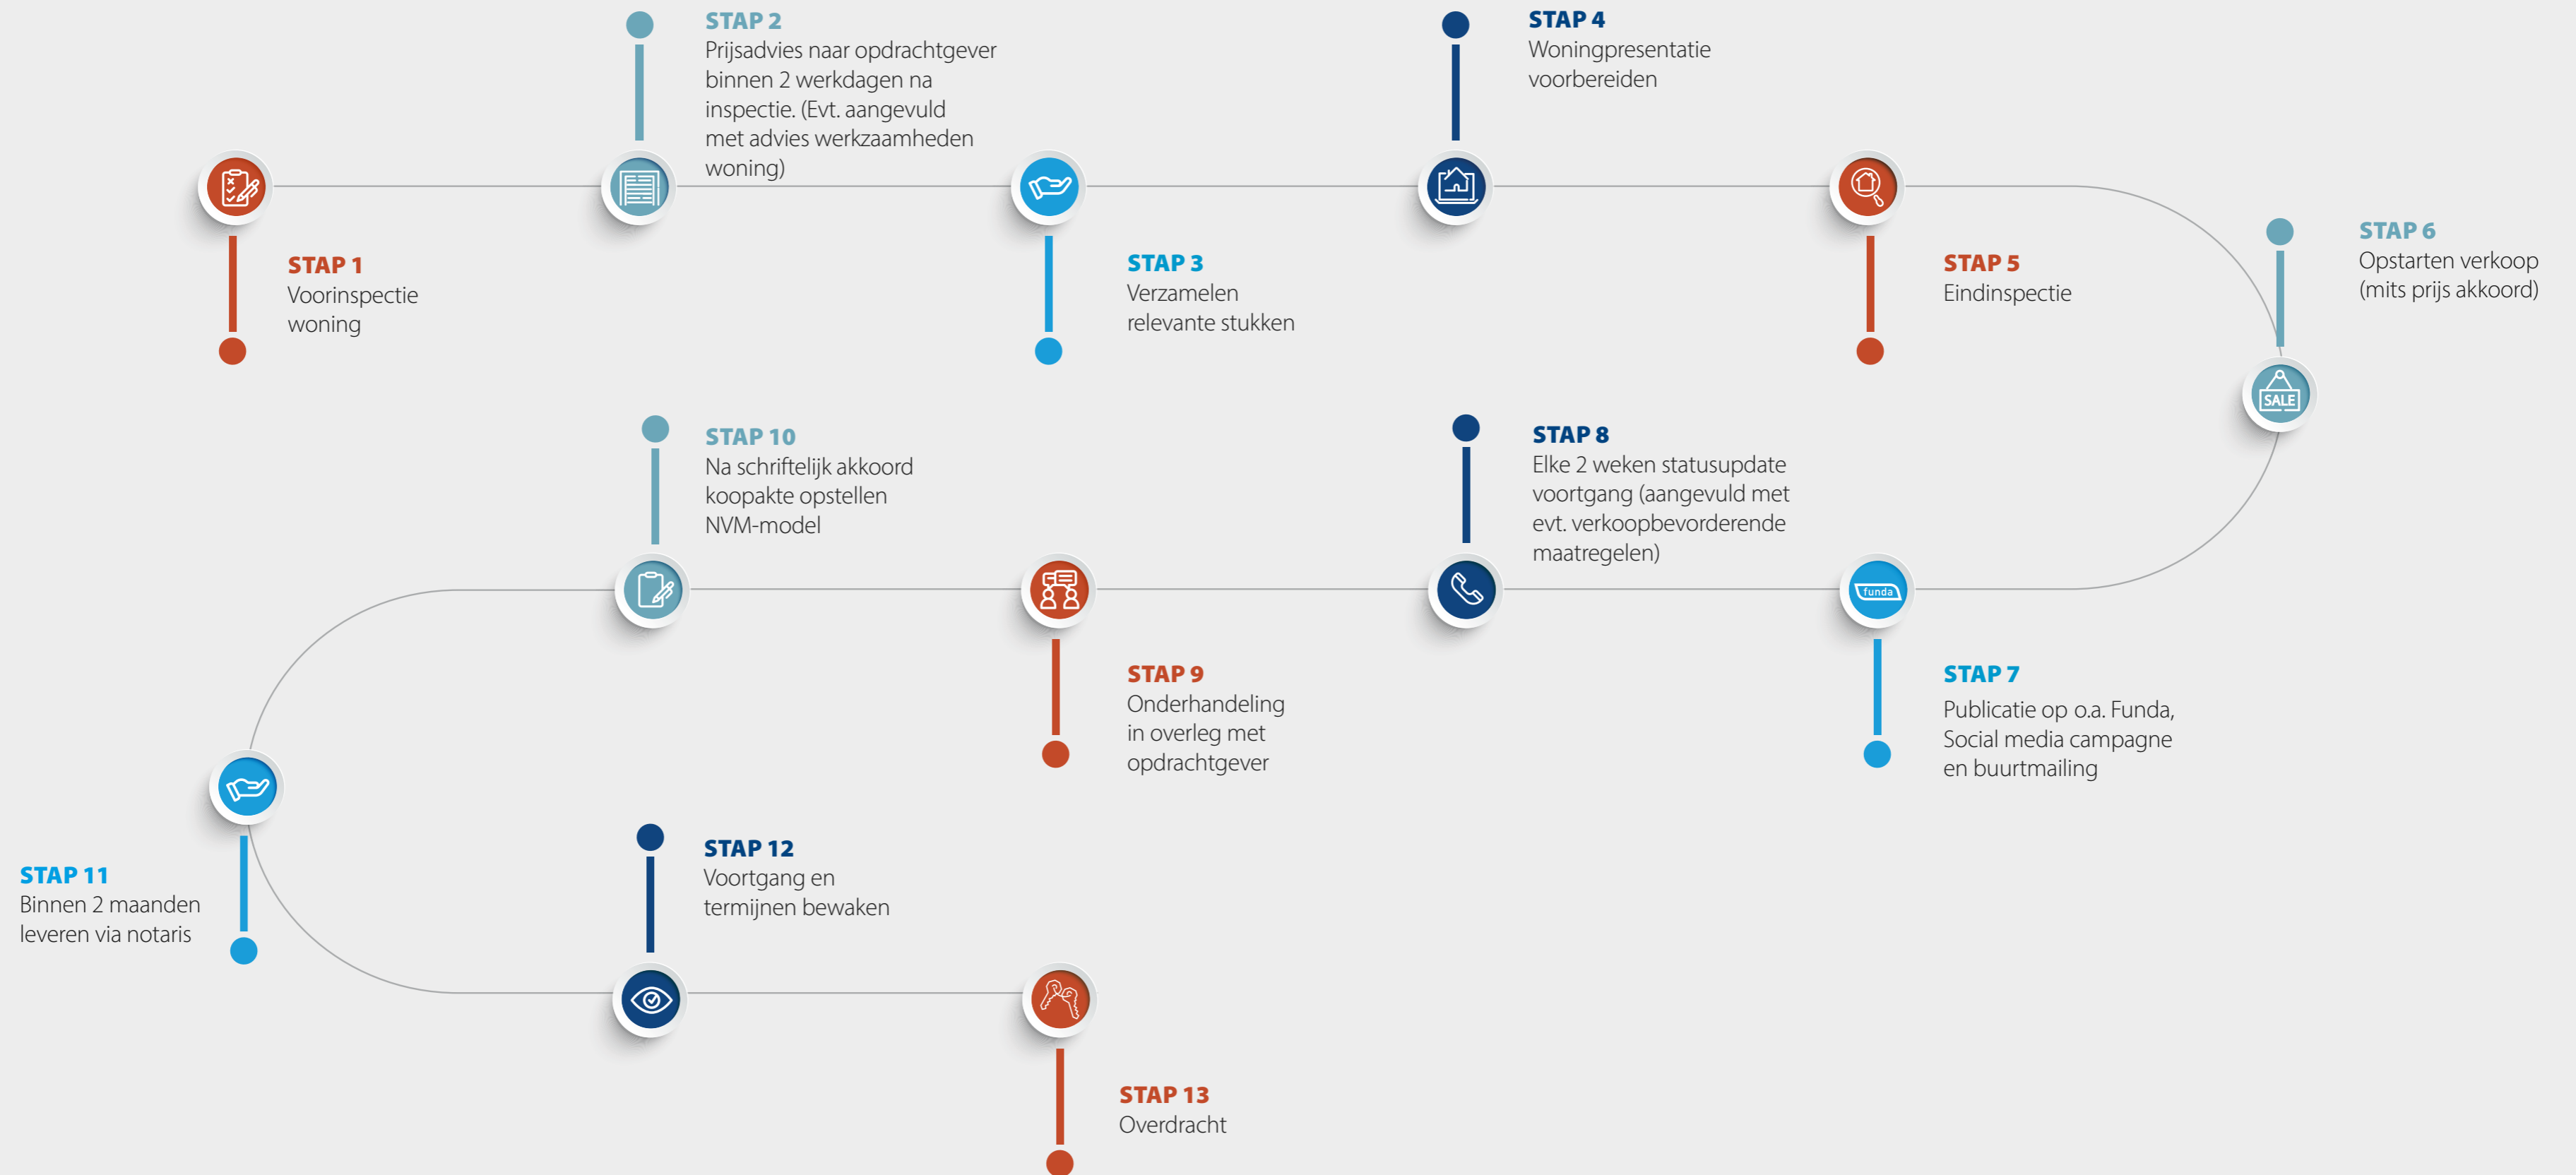 STAP 1
Voorinspectie
woning
STAP 2
Prijsadvies naar opdrachtgever
binnen 2 werkdagen na
inspectie. (Evt. aangevuld
met advies werkzaamheden
woning)
STAP 3
Verzamelen
relevante stukken
STAP 4
Woningpresentatie
voorbereiden
STAP 5
Eindinspectie
STAP 6
Opstarten verkoop
(mits prijs akkoord)
SALE
STAP 7
Publicatie op o.a. Funda,
Social media campagne
en buurtmailing
funda
STAP 8
Elke 2 weken statusupdate
voortgang (aangevuld met
evt. verkoopbevorderende
maatregelen)
STAP 9
Onderhandeling
in overleg met
opdrachtgever
STAP 10
Na schriftelijk akkoord
koopakte opstellen
NVM-model
STAP 11
Binnen 2 maanden
leveren via notaris
STAP 12
Voortgang en
termijnen bewaken
STAP 13
Overdracht